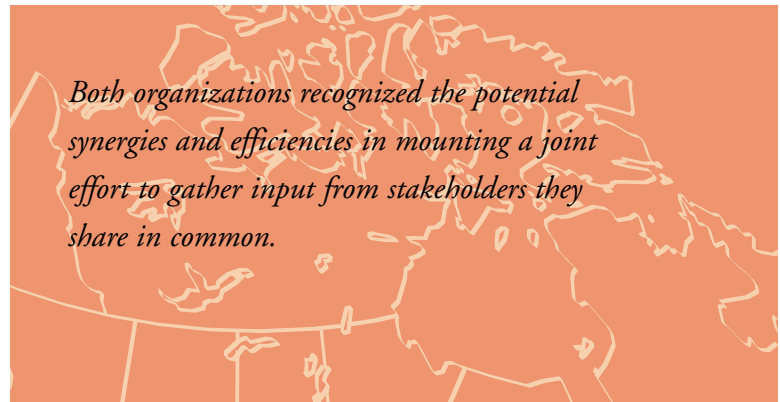 Both organizations recognized the potential
synergies and efficiencies in mounting a joint
effort to gather input from stakeholders they
share in common.